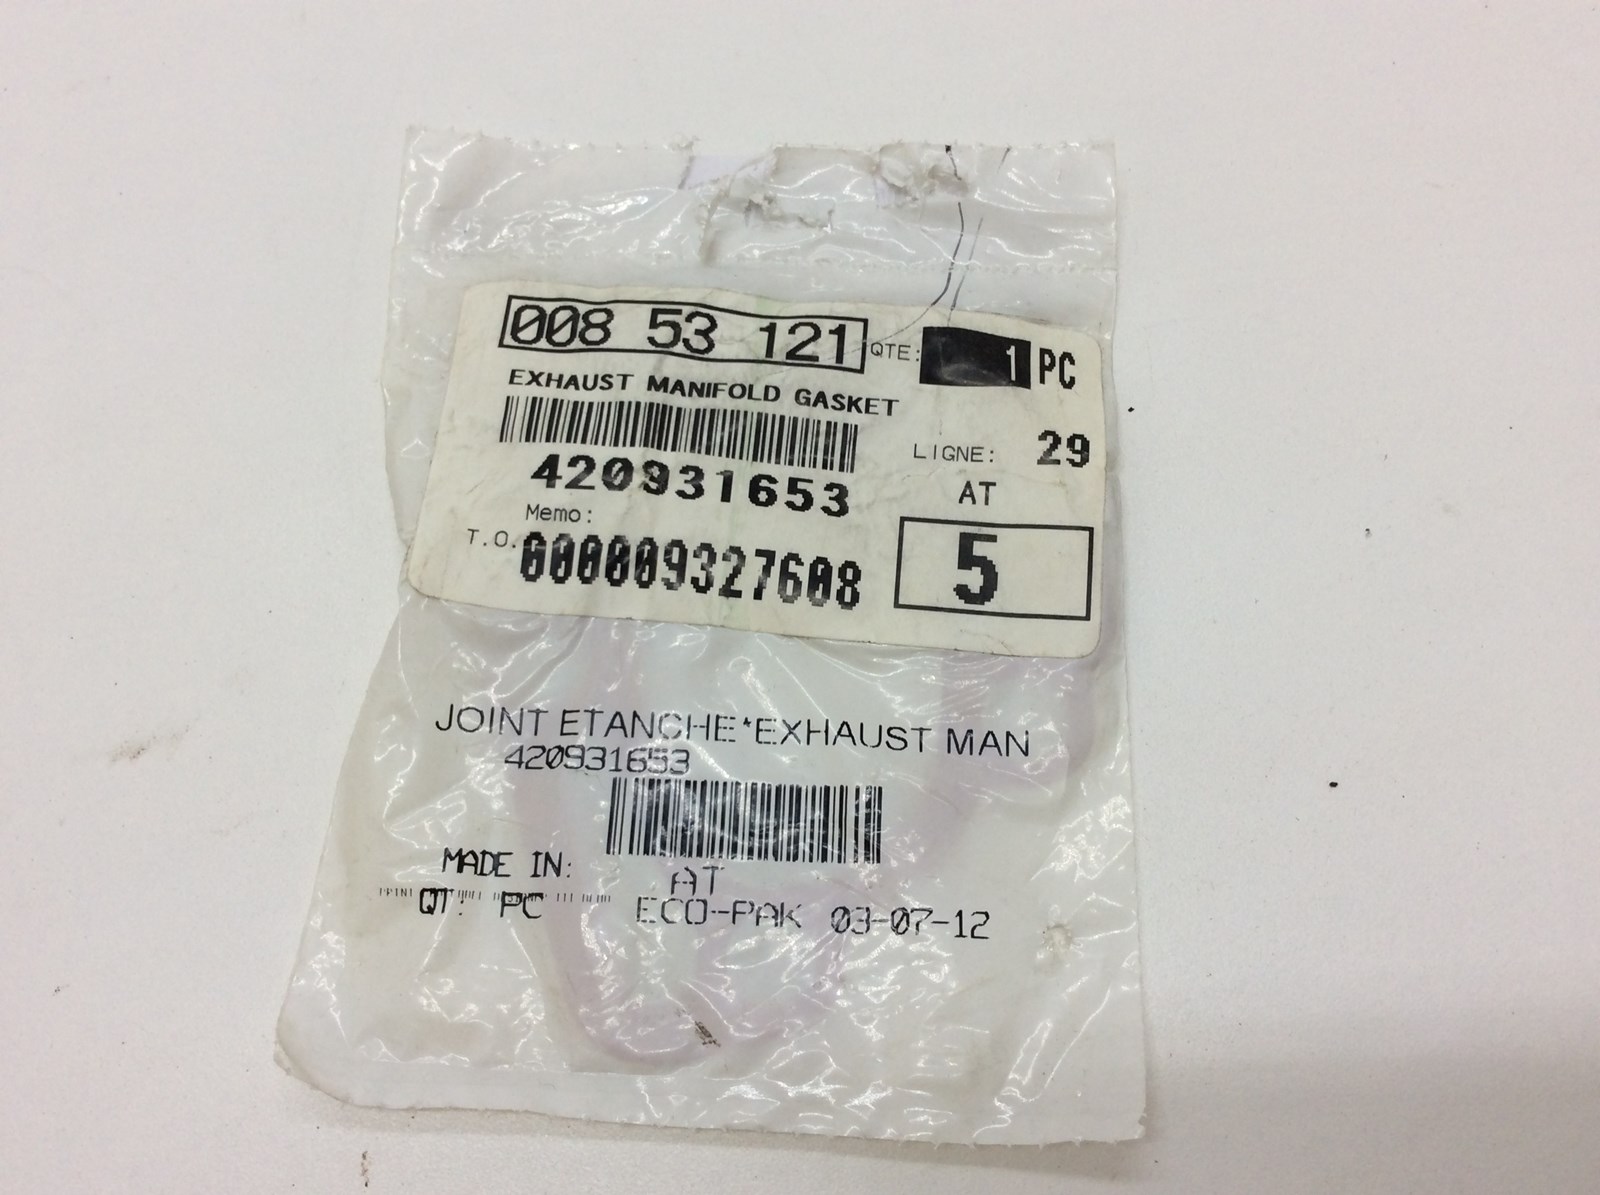 008 53 121 QTE: 1 PC
EXHAUST MANIFOLD GASKET
LIGNE: 29
420931653
AT
Memo:
T.O. 000009327608
5
JOINT ETANCHE*EXHAUST MAN
420931653
MADE IN: AT
QT: PC ECO-PAK 03-07-12